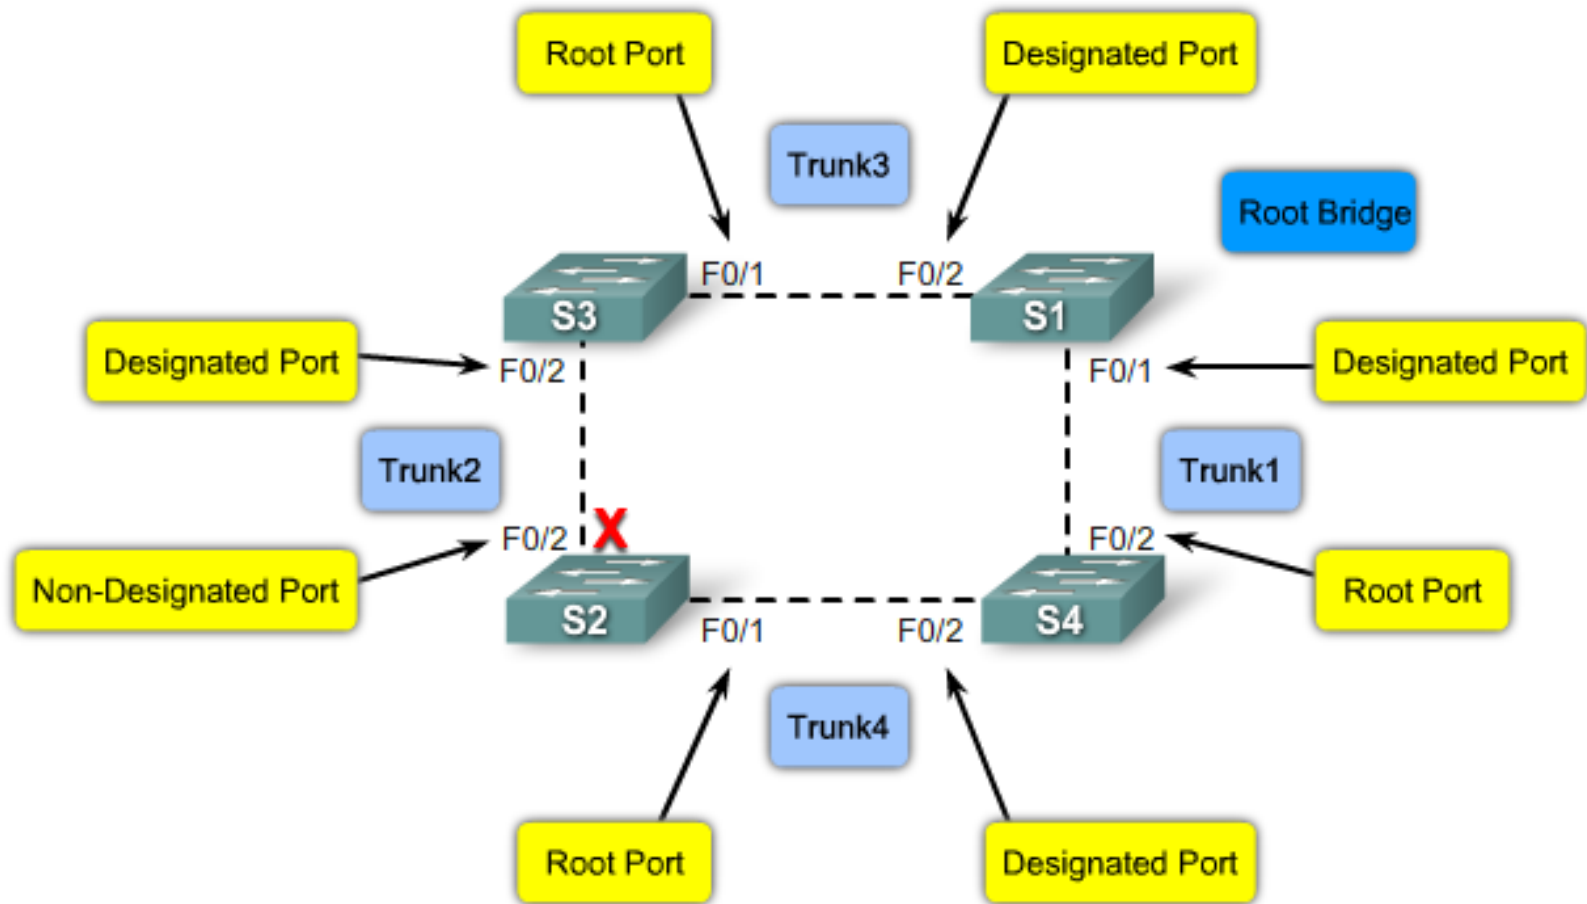 Root Port
Designated Port
Trunk3
Root Bridge
F0/1
F0/2
S3
S1
Designated Port
F0/2
F0/1
Designated Port
Trunk2
Trunk1
F0/2
X
F0/2
Non-Designated Port
Root Port
S2
S4
F0/1
F0/2
Trunk4
Root Port
Designated Port